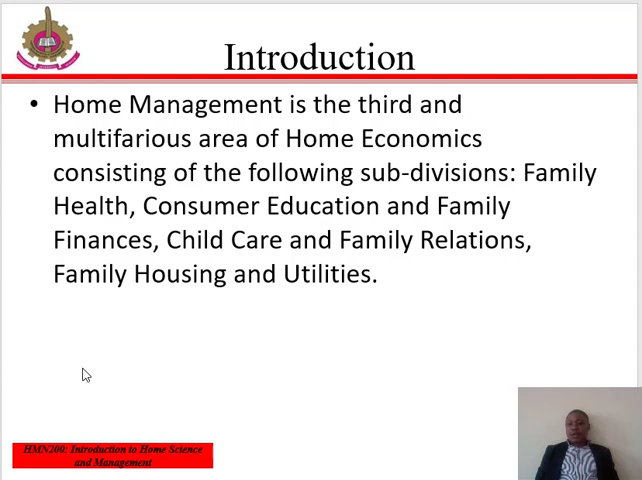 Introduction
• Home Management is the third and
multifarious area of Home Economics
consisting of the following sub-divisions: Family
Health, Consumer Education and Family
Finances, Child Care and Family Relations,
Family Housing and Utilities.
HMN200: Introduction to Home Science
and Management